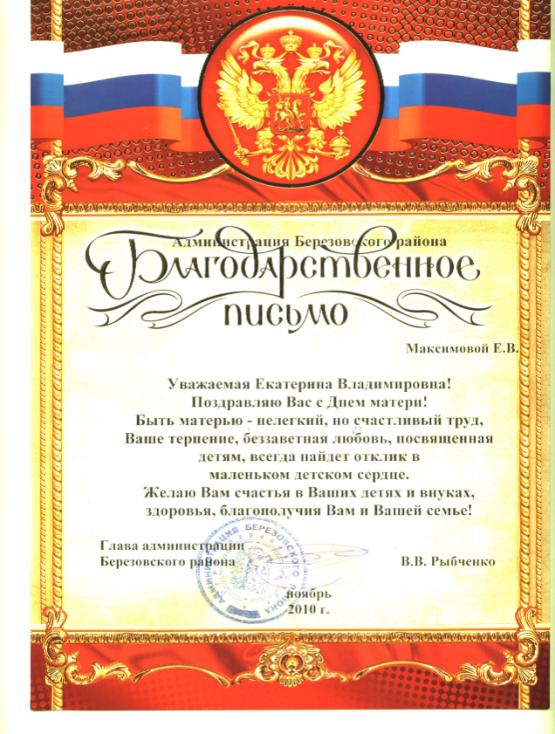 Администрация Березовского района
Благодарственное
письмо
Максимовой Е.В.
Уважаемая Екатерина Владимировна!
Поздравляю Вас с Днем матери!
Быть матерью - нелегкий, но счастливый труд,
Ваше терпение, беззаветная любовь, посвященная
детям, всегда найдет отклик в
маленьком детском сердце.
Желаю Вам счастья в Ваших детях и внуках,
здоровья, благополучия Вам и Вашей семье!
Глава администрации
Березовского района В.В. Рыбченко
АДМИНИСТРАЦИЯ БЕРЕЗОВСКОГО РАЙОНА
ноябрь
2010 г.